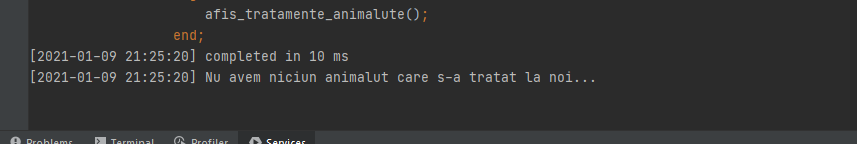 afis_tratamente_animalute();
end;
[2021-01-09 21:25:20] completed in 10 ms
[2021-01-09 21:25:20] Nu avem niciun animalut care s-a tratat la noi...
Problems Terminal Profiler Services